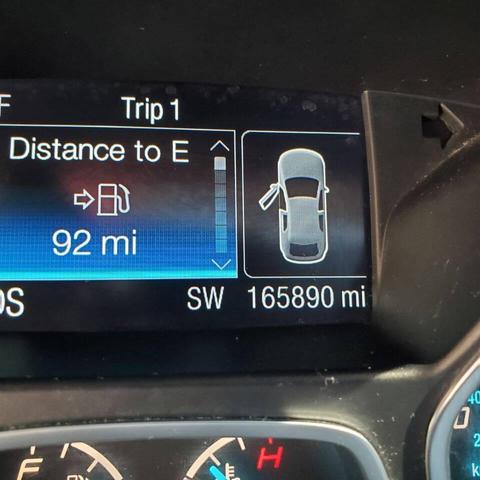 F Trip 1
Distance to E
92 mi
SW 165890 mi
F H